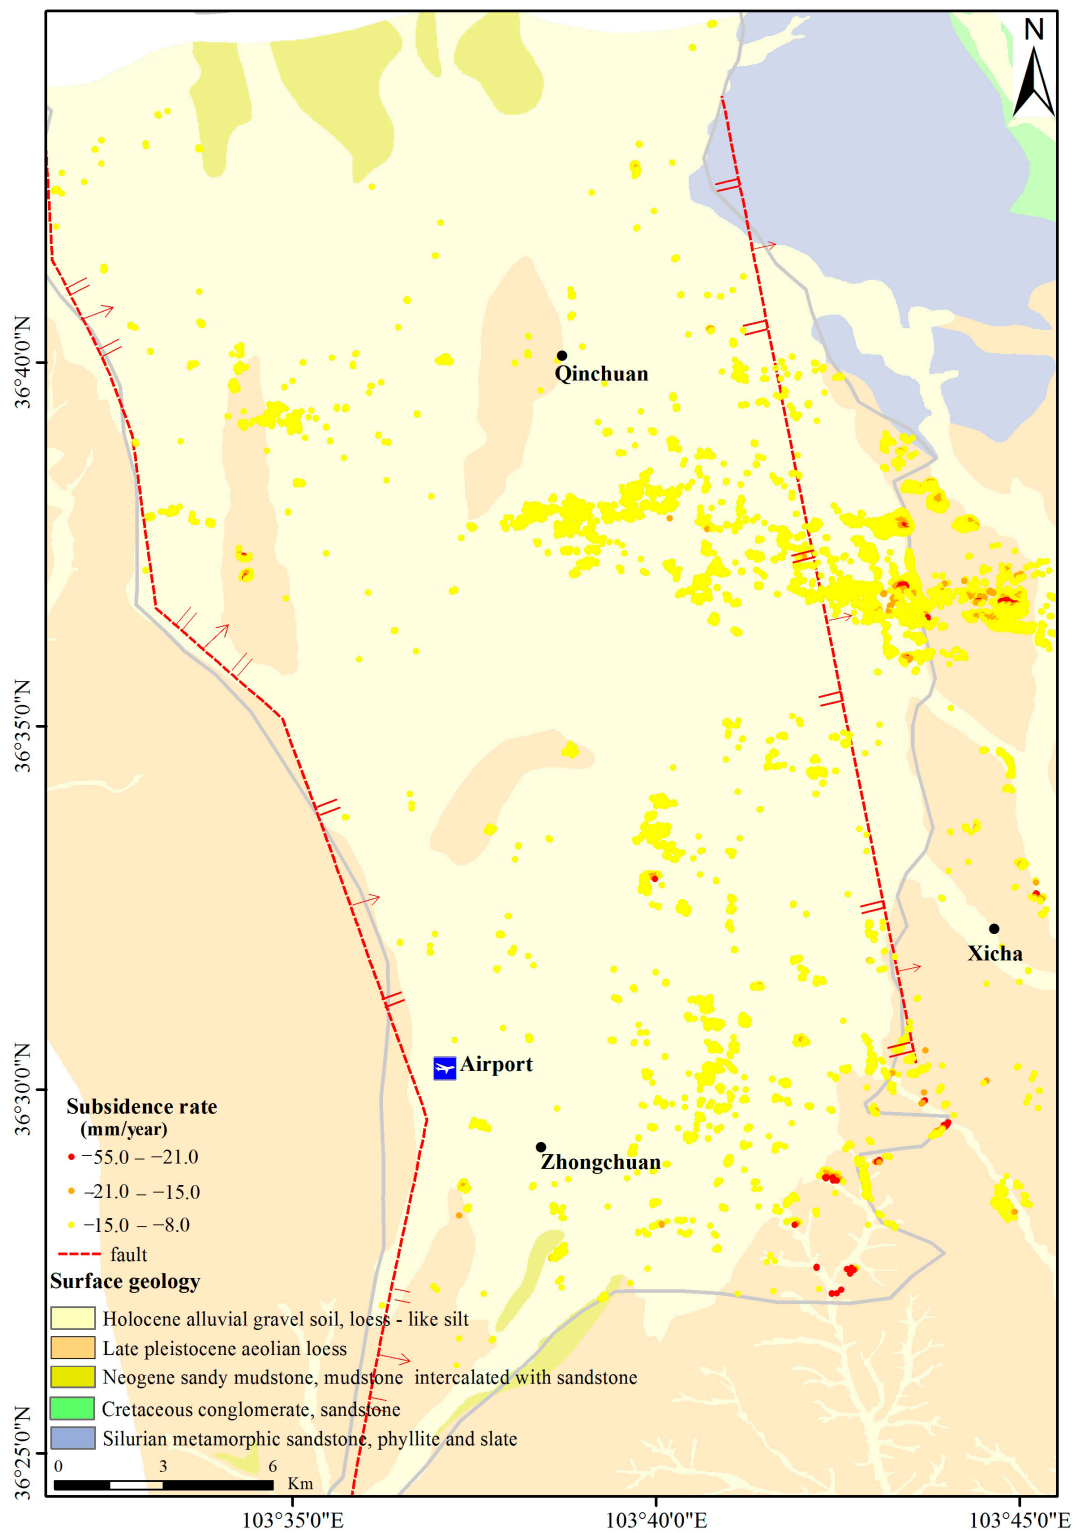 N
36°40'0"N
Qinchuan
36°35'0"N
Xicha
Airport
36°30'0"N
Zhongchuan
Subsidence rate
(mm/year)
−55.0 – −21.0
−21.0 – −15.0
−15.0 – −8.0
fault
Surface geology
Holocene alluvial gravel soil, loess - like silt
Late pleistocene aeolian loess
Neogene sandy mudstone, mudstone intercalated with sandstone
Cretaceous conglomerate, sandstone
Silurian metamorphic sandstone, phyllite and slate
36°25'0"N
0 3 6
Km
103°35'0"E 103°40'0"E 103°45'0"E